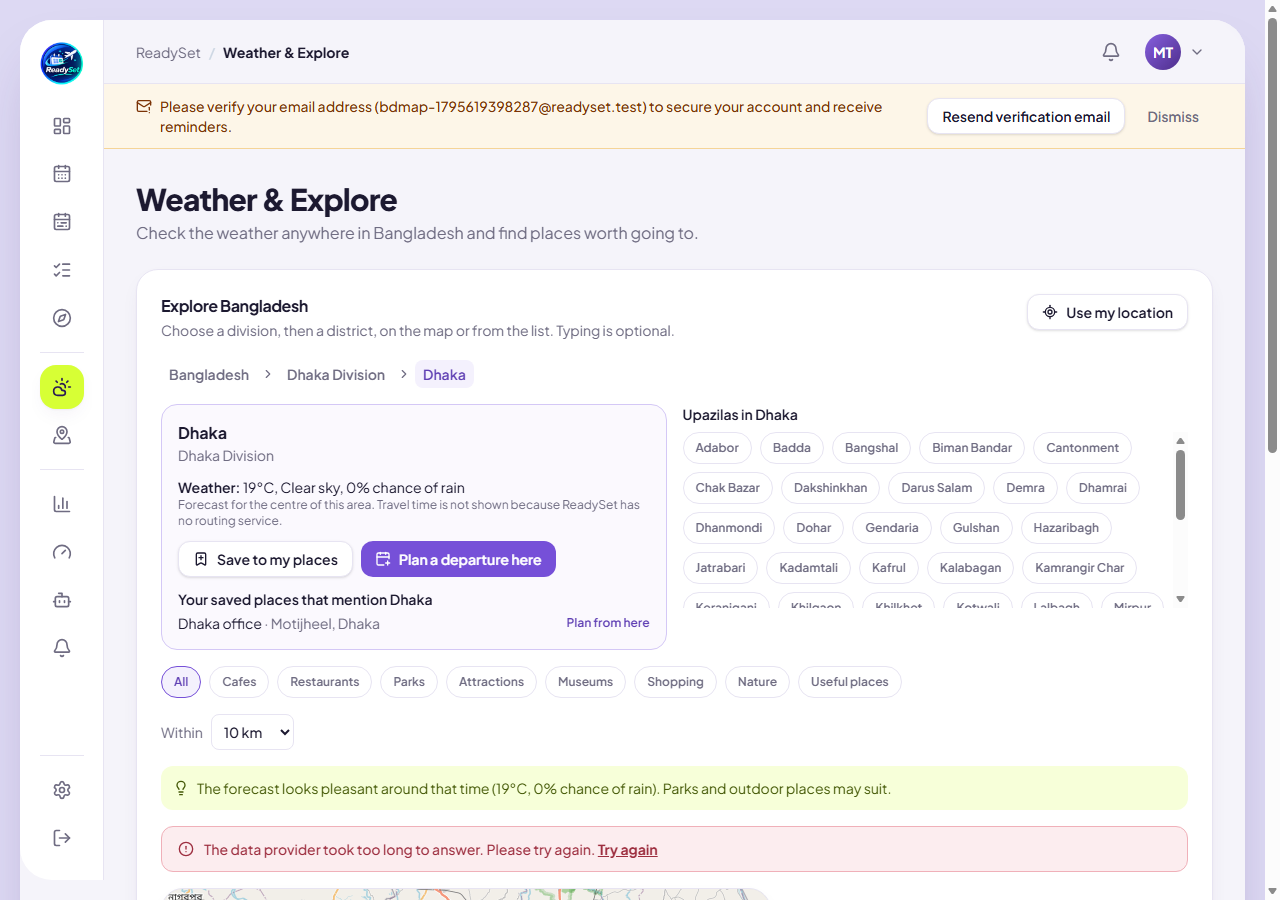 ReadySet
ReadySet / Weather & Explore
MT
Please verify your email address (bdmap-1795619398287@readyset.test) to secure your account and receive
reminders.
Resend verification email
Dismiss
Weather & Explore
Check the weather anywhere in Bangladesh and find places worth going to.
Explore Bangladesh
Choose a division, then a district, on the map or from the list. Typing is optional.
Use my location
Bangladesh > Dhaka Division > Dhaka
Dhaka
Dhaka Division
Weather: 19°C, Clear sky, 0% chance of rain
Forecast for the centre of this area. Travel time is not shown because ReadySet has
no routing service.
Save to my places
Plan a departure here
Your saved places that mention Dhaka
Dhaka office · Motijheel, Dhaka
Plan from here
Upazilas in Dhaka
Adabor Badda Bangshal Biman Bandar Cantonment
Chak Bazar Dakshinkhan Darus Salam Demra Dhamrai
Dhanmondi Dohar Gendaria Gulshan Hazaribagh
Jatrabari Kadamtali Kafrul Kalabagan Kamrangir Char
Keraniganj Khilgaon Khilkhet Kotwali Lalbagh Mirpur
All Cafes Restaurants Parks Attractions Museums Shopping Nature Useful places
Within 10 km
The forecast looks pleasant around that time (19°C, 0% chance of rain). Parks and outdoor places may suit.
The data provider took too long to answer. Please try again. Try again
নাগরপুর